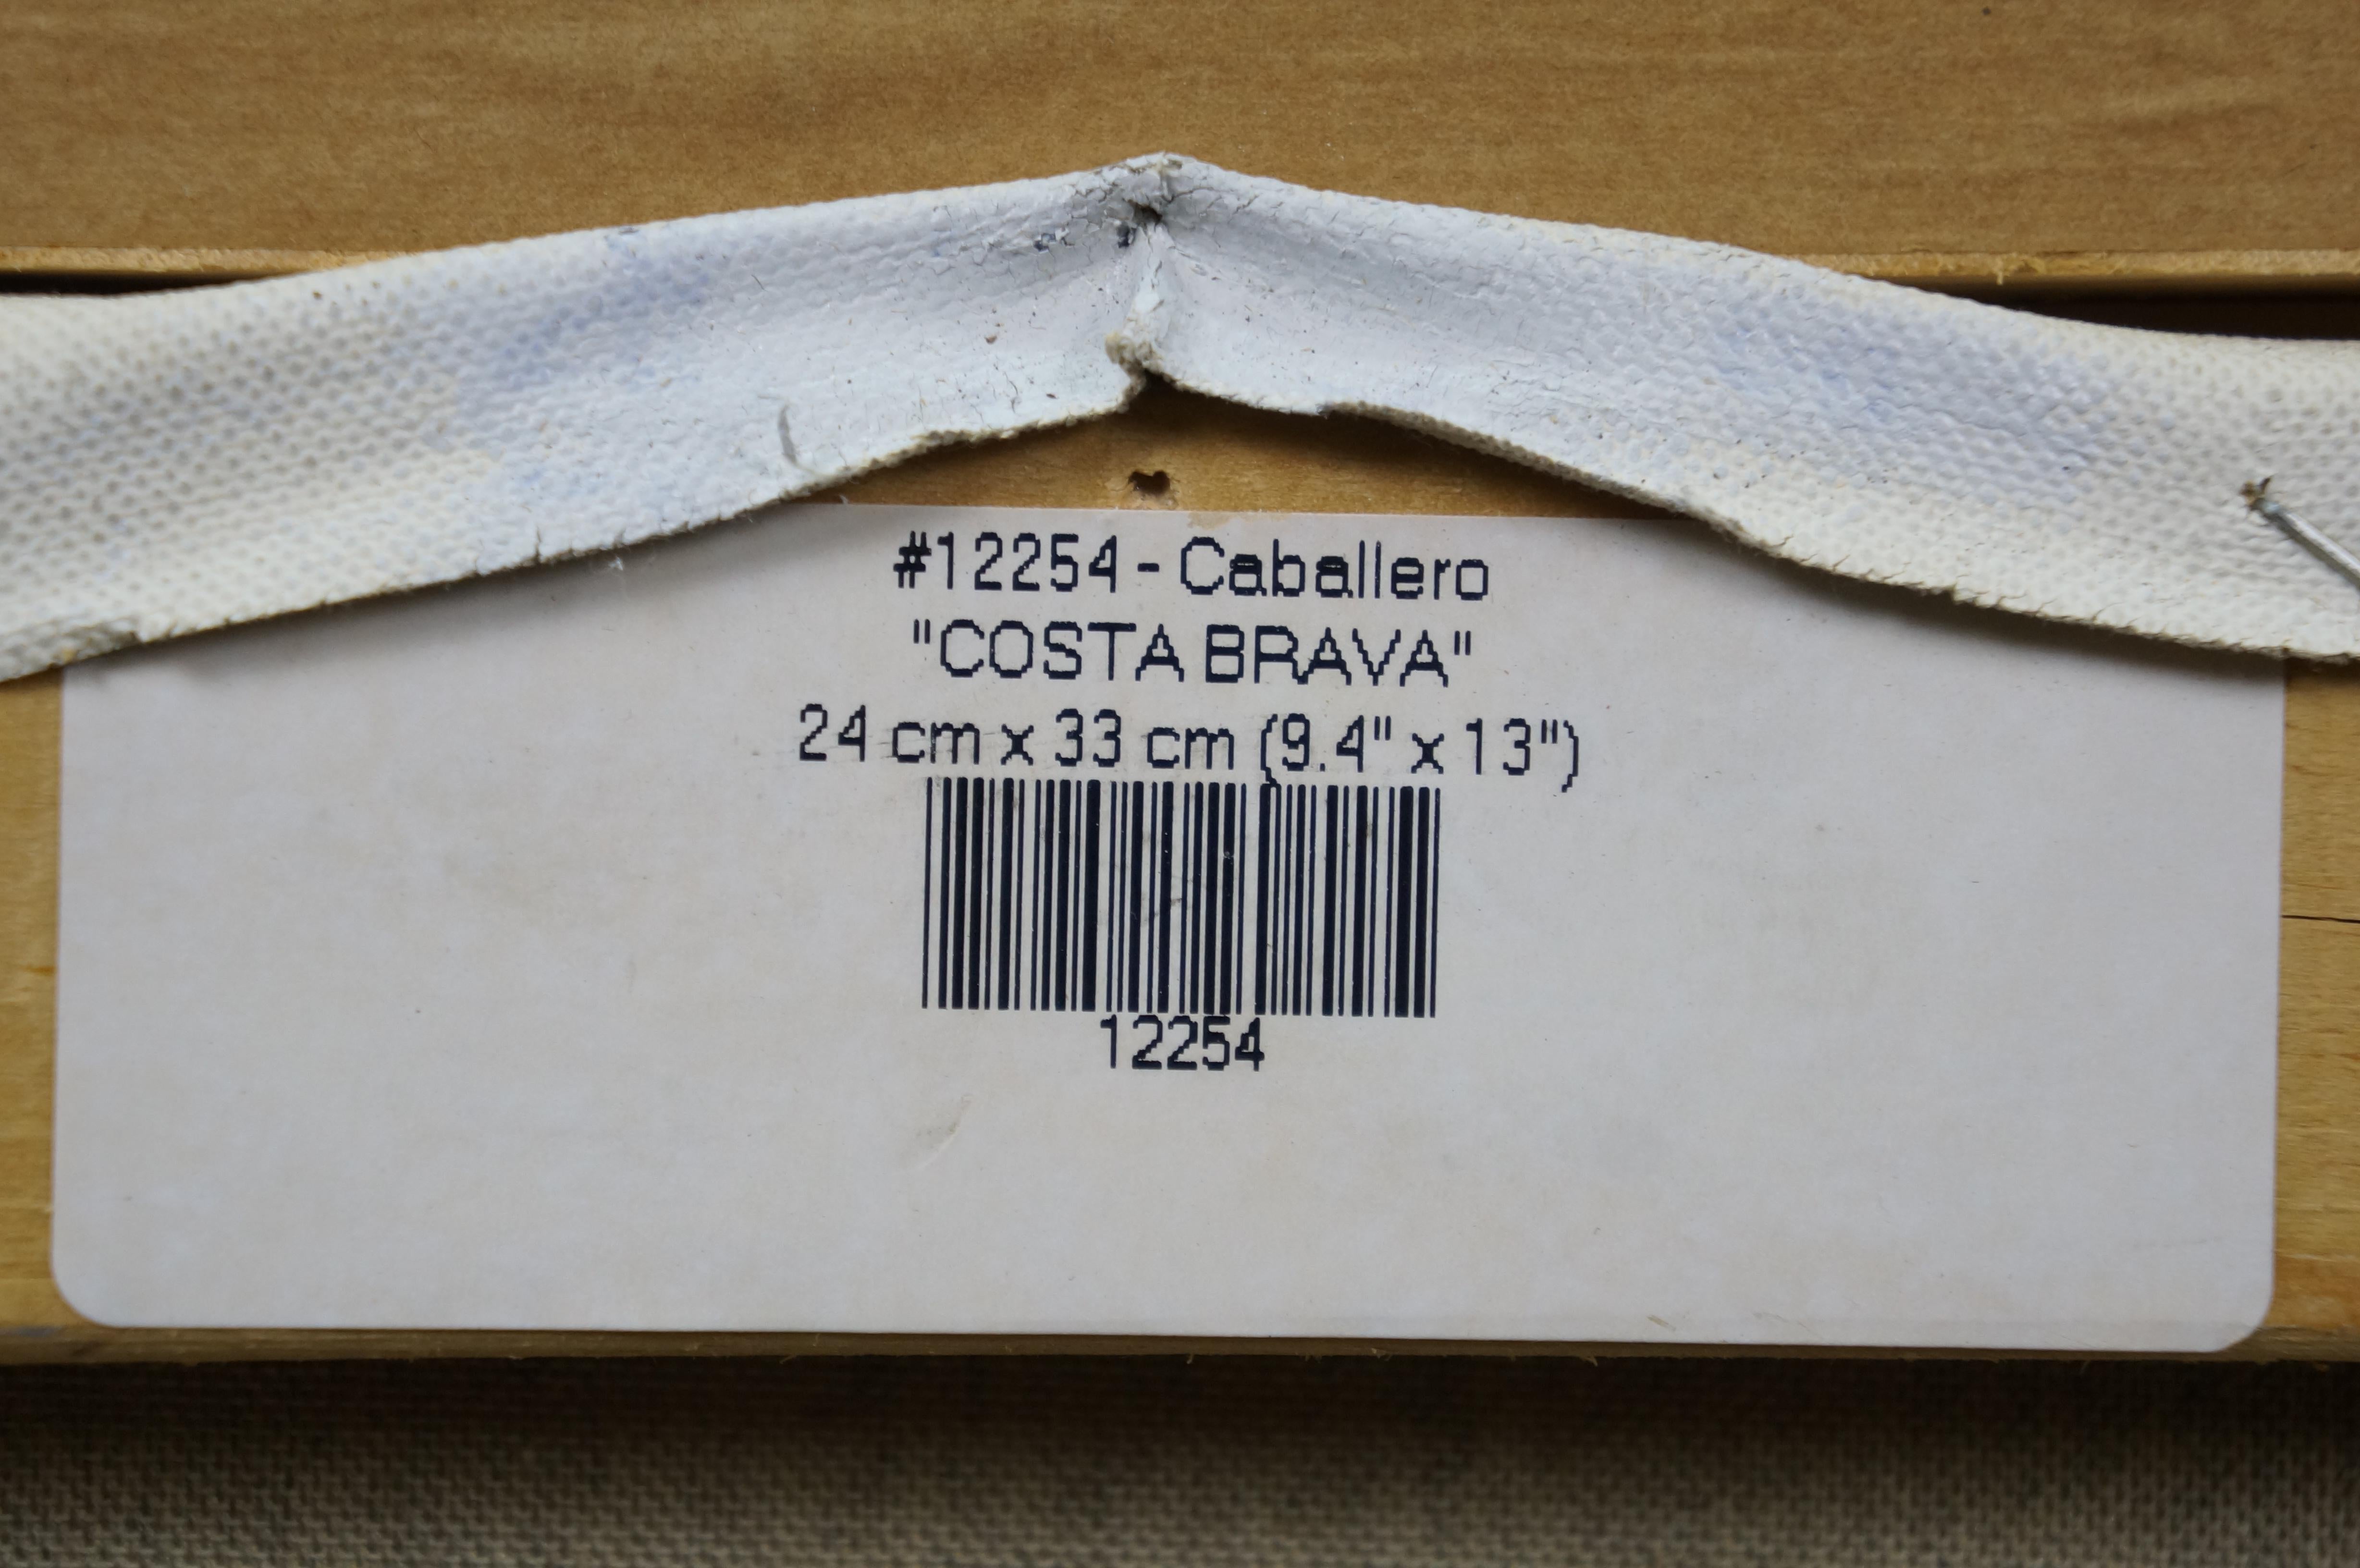 #12254 - Caballero
"COSTA BRAVA"
24 cm x 33 cm (9.4" x 13")
12254